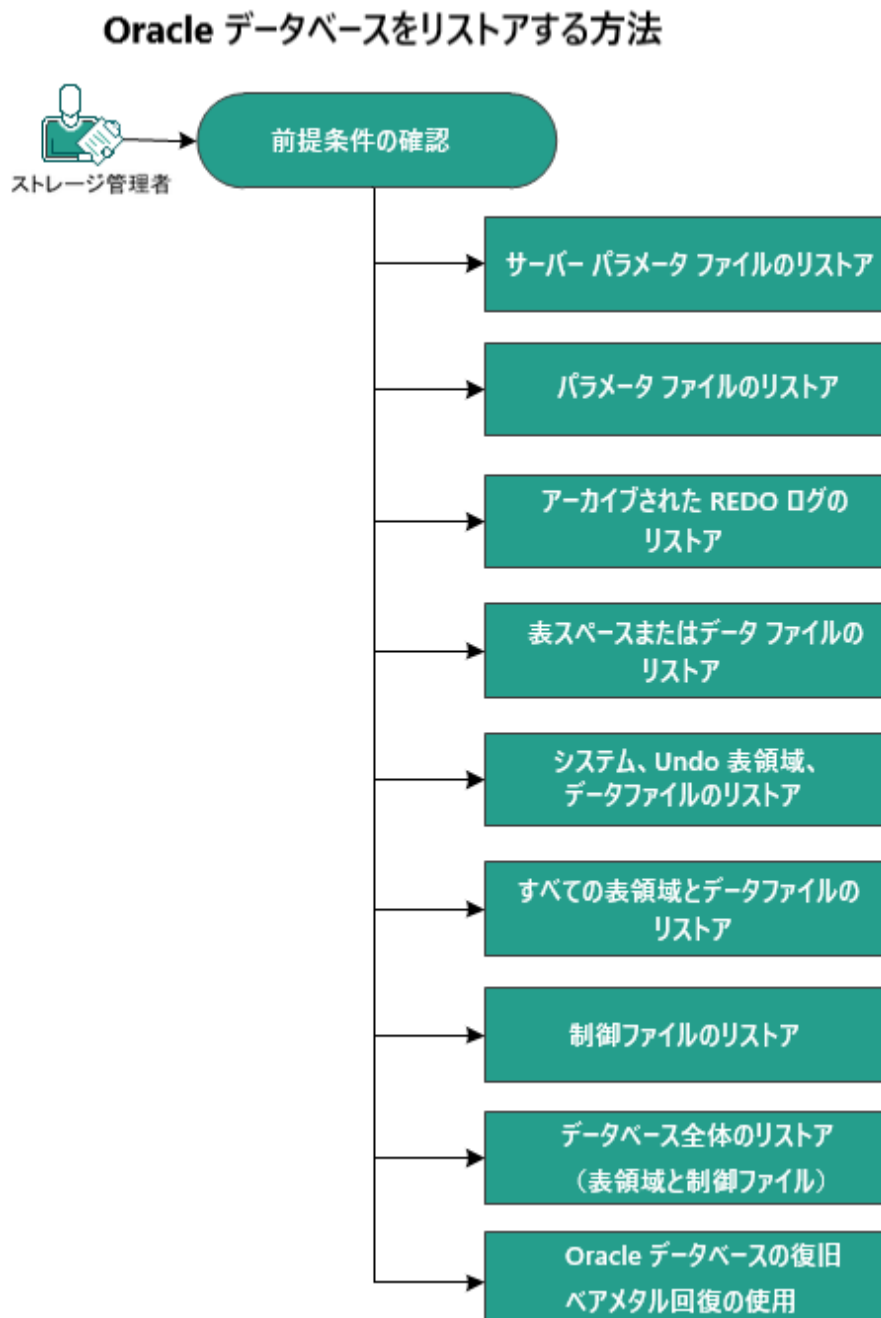 Oracle データベースをリストアする方法
前提条件の確認
ストレージ管理者
サーバー パラメータ ファイルのリストア
パラメータ ファイルのリストア
アーカイブされた REDO ログの
リストア
表スペースまたはデータ ファイルの
リストア
システム、Undo 表領域、
データファイルのリストア
すべての表領域とデータファイルの
リストア
制御ファイルのリストア
データベース全体のリストア
（表領域と制御ファイル）
Oracle データベースの復旧
ベアメタル回復の使用